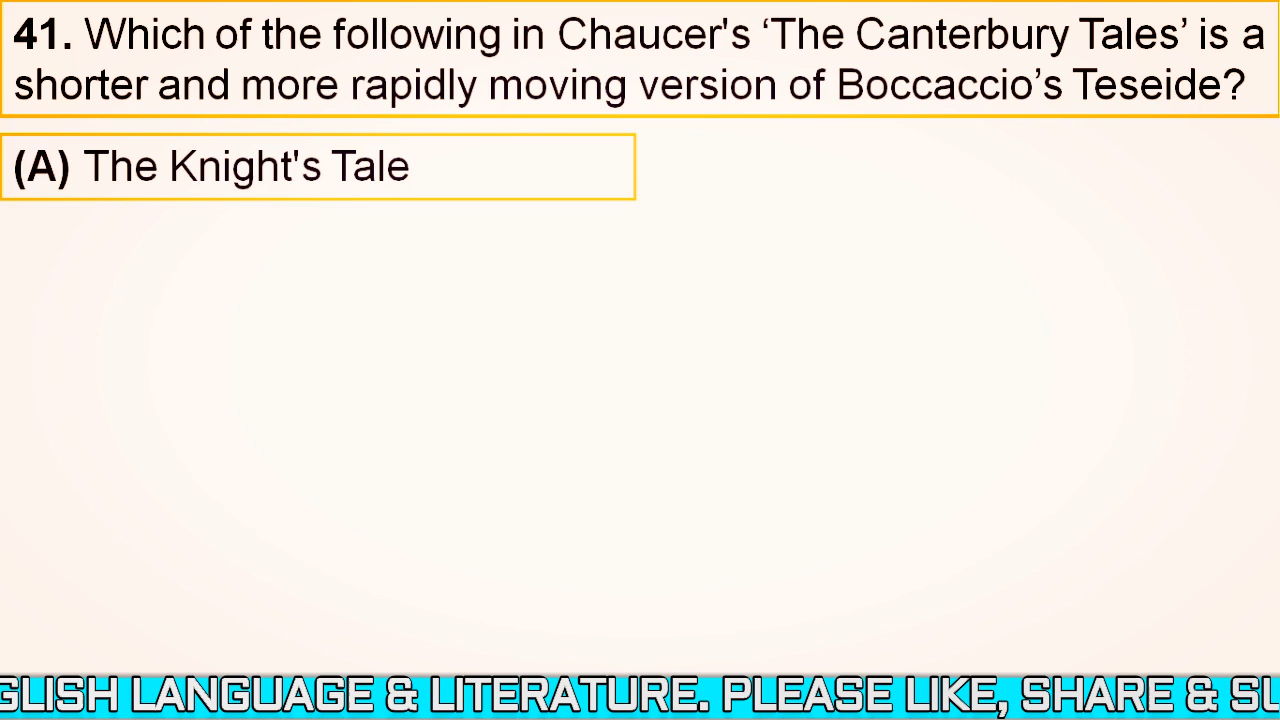 41. Which of the following in Chaucer's ‘The Canterbury Tales’ is a
shorter and more rapidly moving version of Boccaccio’s Teseide?
(A) The Knight's Tale
GLISH LANGUAGE & LITERATURE. PLEASE LIKE, SHARE & SU